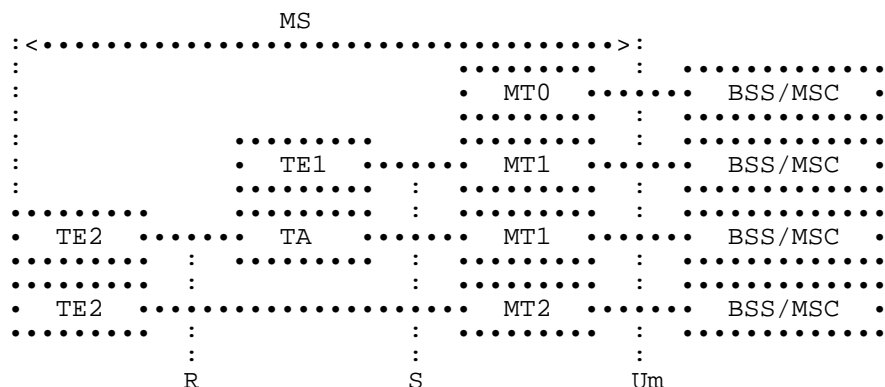 MS
MT0 BSS/MSC
TE1 MT1 BSS/MSC
TE2 TA MT1 BSS/MSC
TE2 MT2 BSS/MSC
R S Um